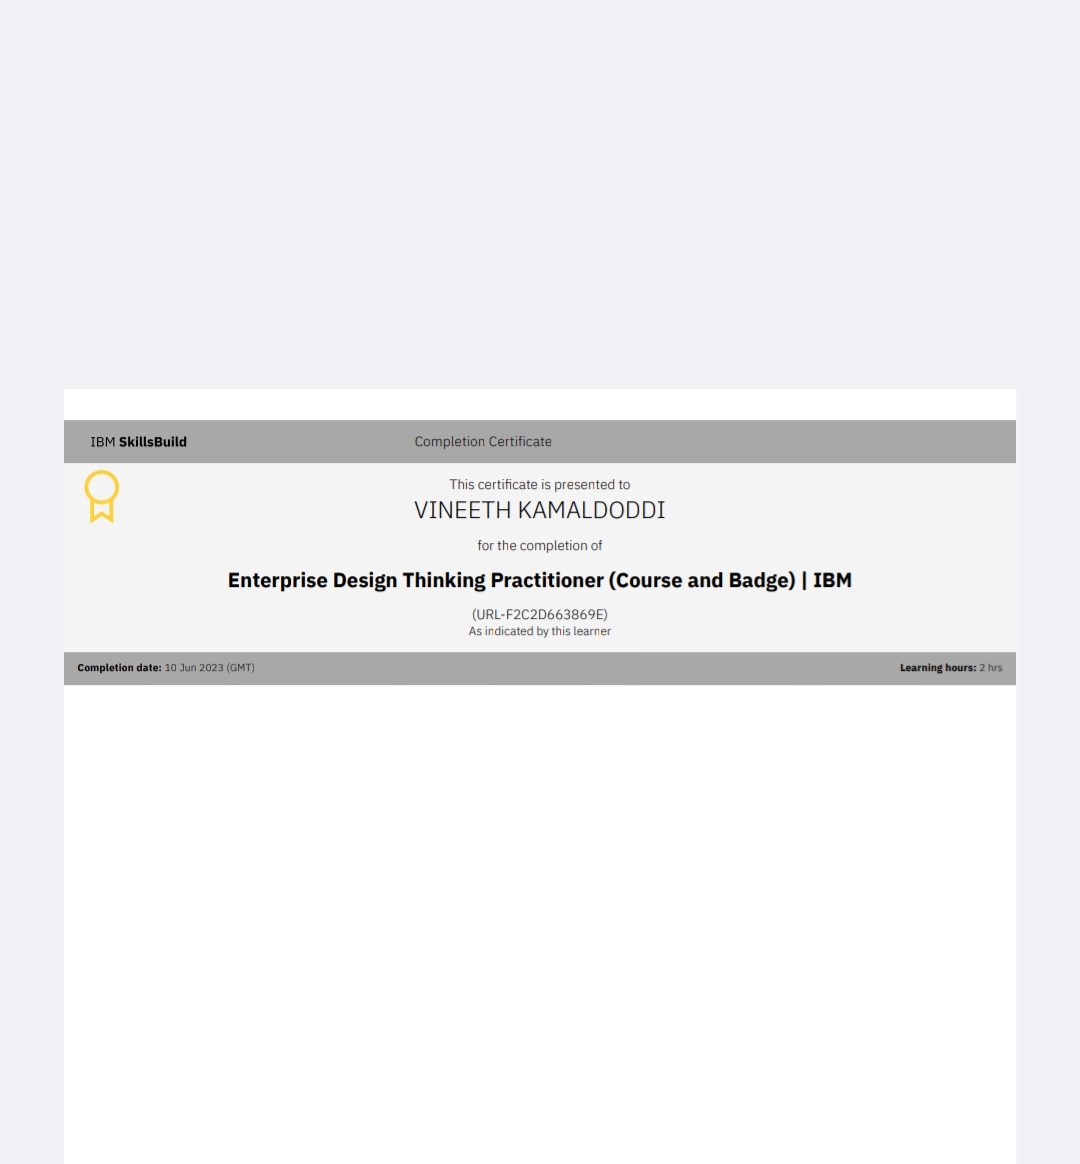 IBM SkillsBuild
Completion Certificate
This certificate is presented to
VINEETH KAMALDODDI
for the completion of
Enterprise Design Thinking Practitioner (Course and Badge) | IBM
(URL-F2C2D663869E)
As indicated by this learner
Completion date: 10 Jun 2023 (GMT)
Learning hours: 2 hrs